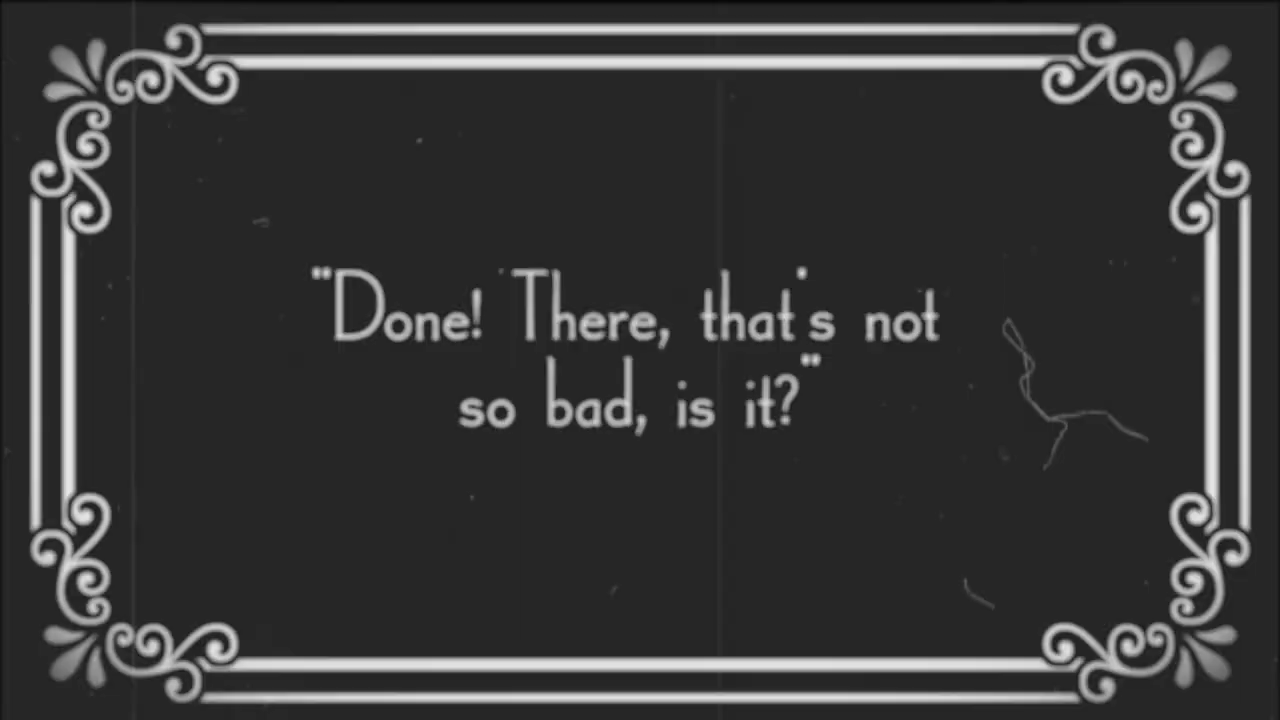 "Done! There, that's not
so bad, is it?"